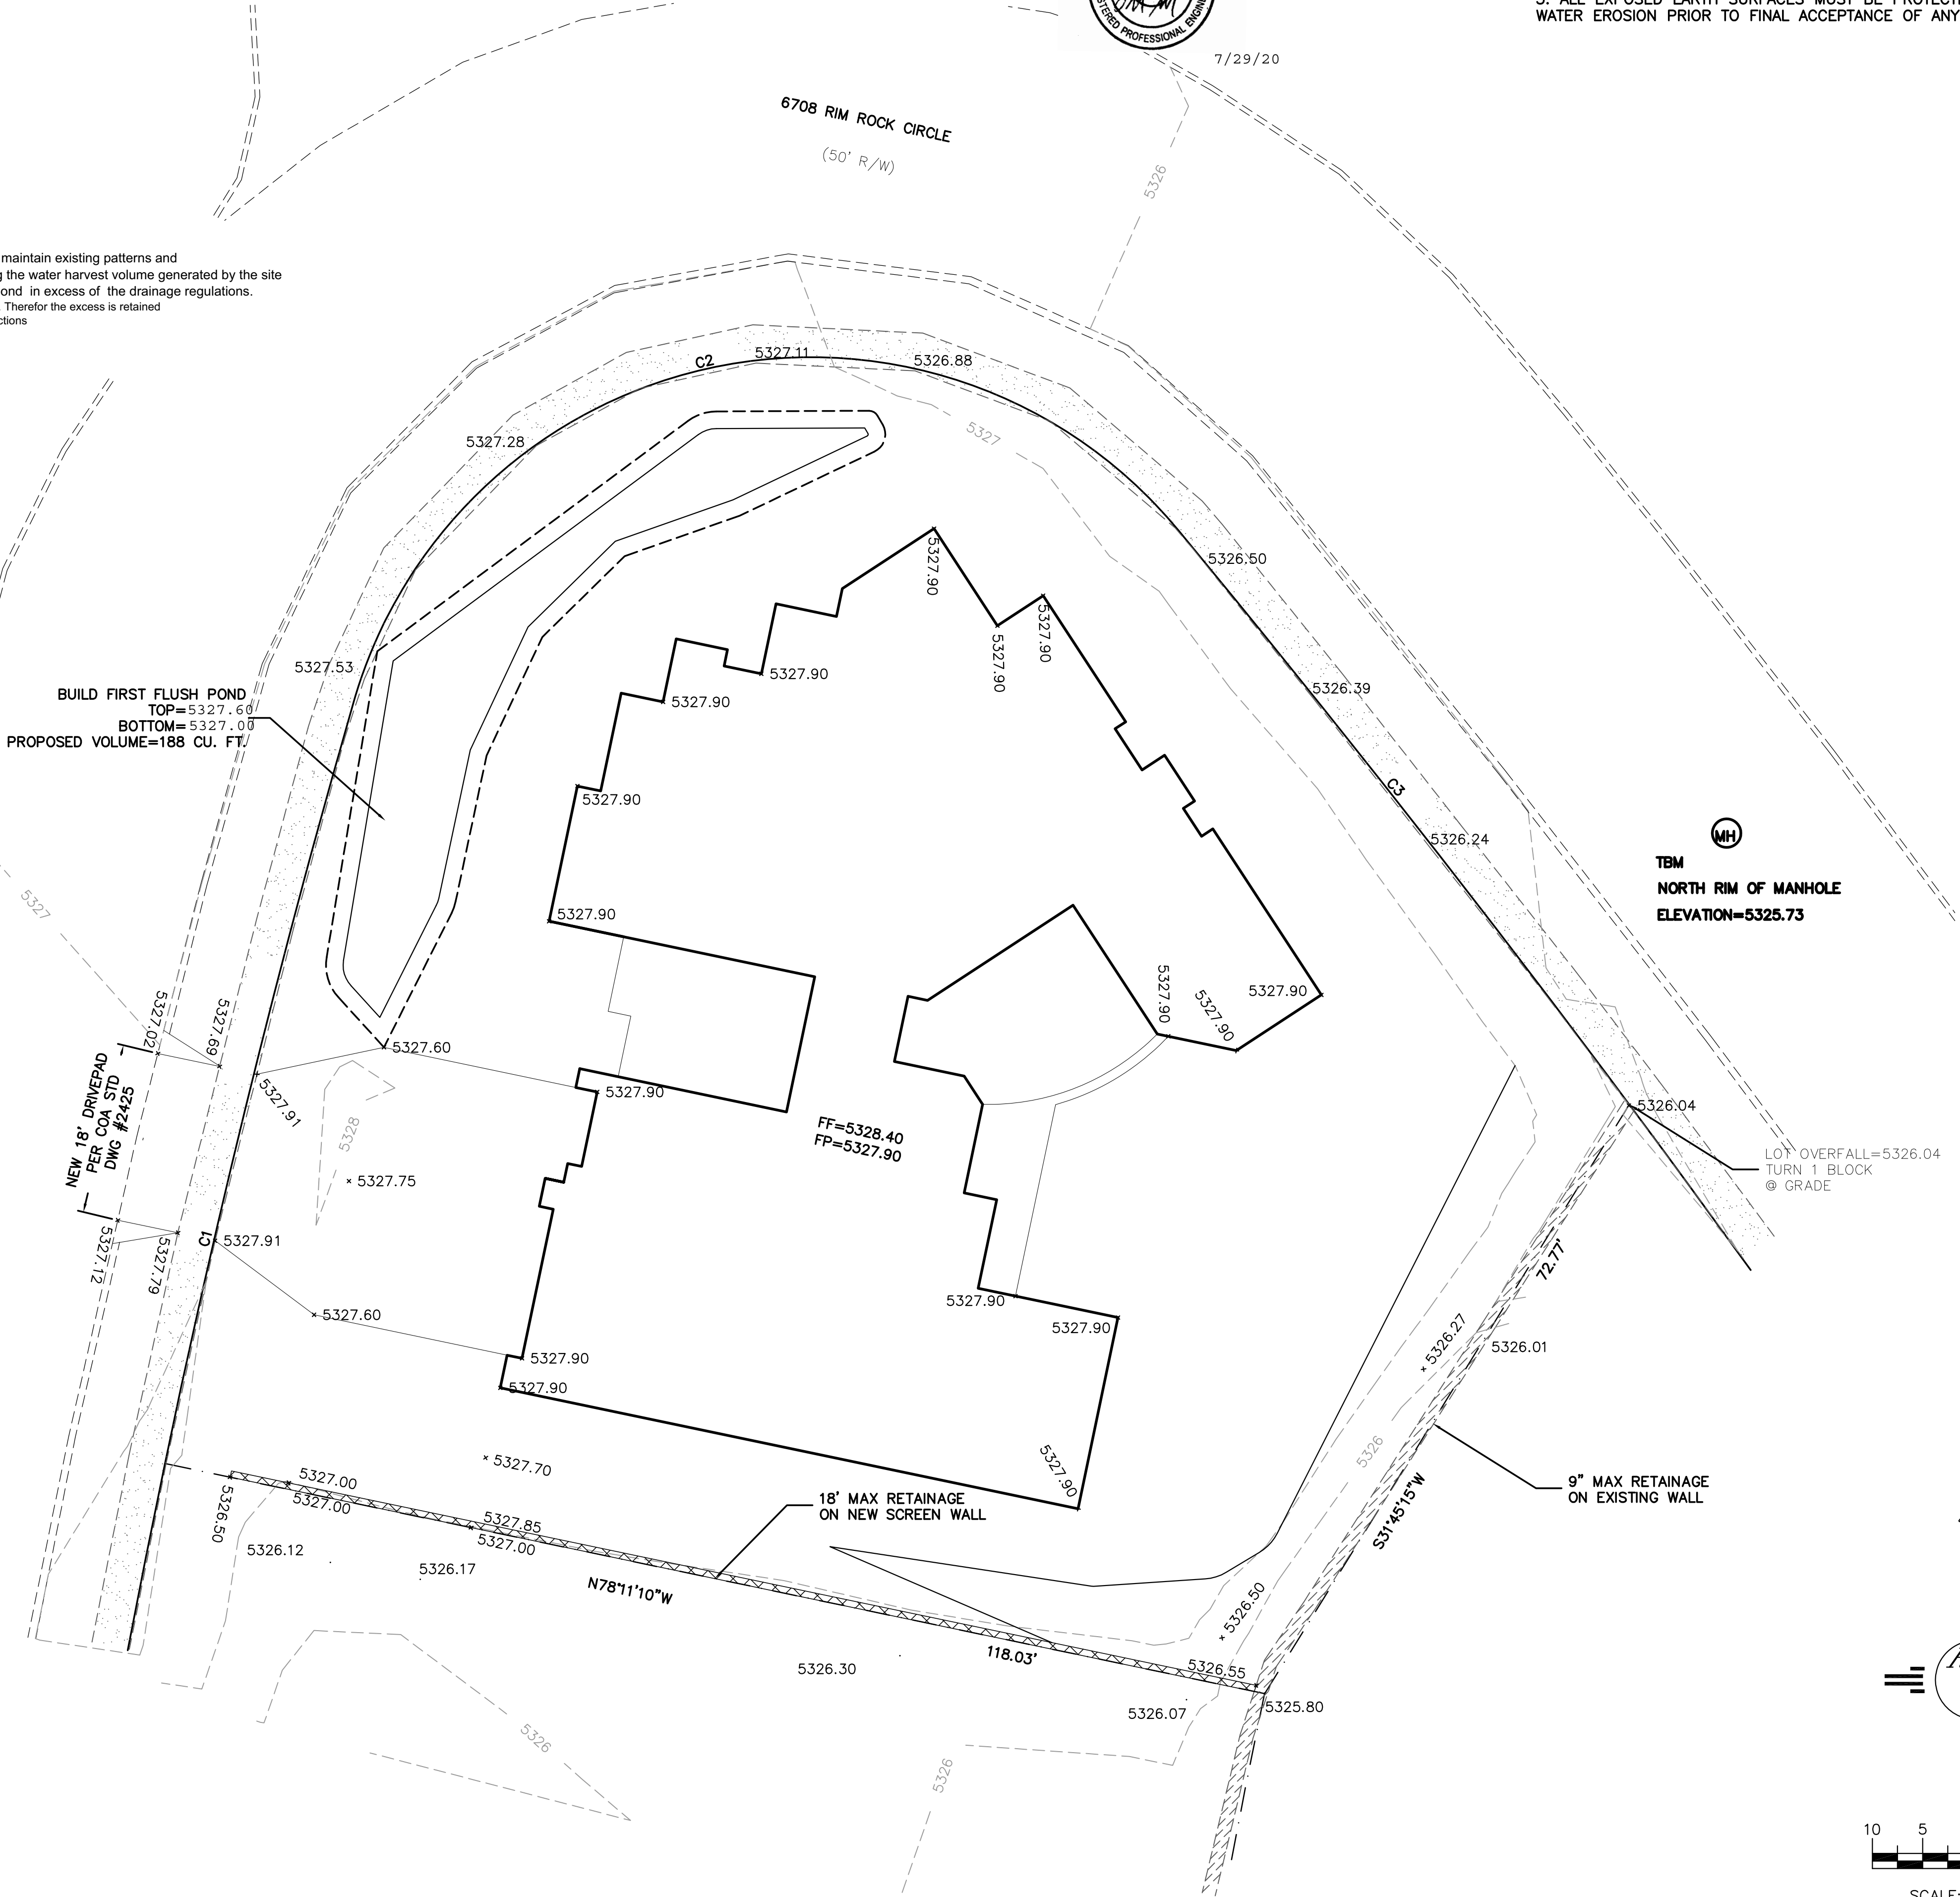 STERED PROFESSIONAL ENGIN
7/29/20
WATER EROSION PRIOR TO FINAL ACCEPTANCE OF ANY
6708 RIM ROCK CIRCLE
(50' R/W)
5326
maintain existing patterns and
g the water harvest volume generated by the site
ond in excess of the drainage regulations.
. Therefor the excess is retained
ctions
C2
5327.11
5326.88
5327.28
5327
5326.50
5327.53
5326.39
5327.90
5327.90
5327.90
5327.90
5327.90
5327.90
5327.90
BUILD FIRST FLUSH POND
TOP=5327.60
BOTTOM=5327.00
PROPOSED VOLUME=188 CU. FT.
C3
5326.24
MH
TBM
NORTH RIM OF MANHOLE
ELEVATION=5325.73
5327
5327.90
5327.90
5327.90
5327.02
5327.69
5327.60
5327.91
5327.90
NEW 18' DRIVEPAD
PER COA STD
DWG #2425
5328
FF=5328.40
FP=5327.90
5326.04
LOT OVERFALL=5326.04
TURN 1 BLOCK
@ GRADE
5327.75
C1
5327.91
5327.12
5327.79
5327.60
5327.90
5327.90
5327.90
5327.90
5327.90
72.77'
5326.27
5326.01
5326
S31°45'15"W
9" MAX RETAINAGE
ON EXISTING WALL
5327.70
18' MAX RETAINAGE
ON NEW SCREEN WALL
5326.50
5327.00
5327.00
5327.85
5327.00
5326.12
5326.17
N78°11'10"W
118.03'
5326.50
5326.55
5326.30
5326.07
5325.80
5326
5326
10 5